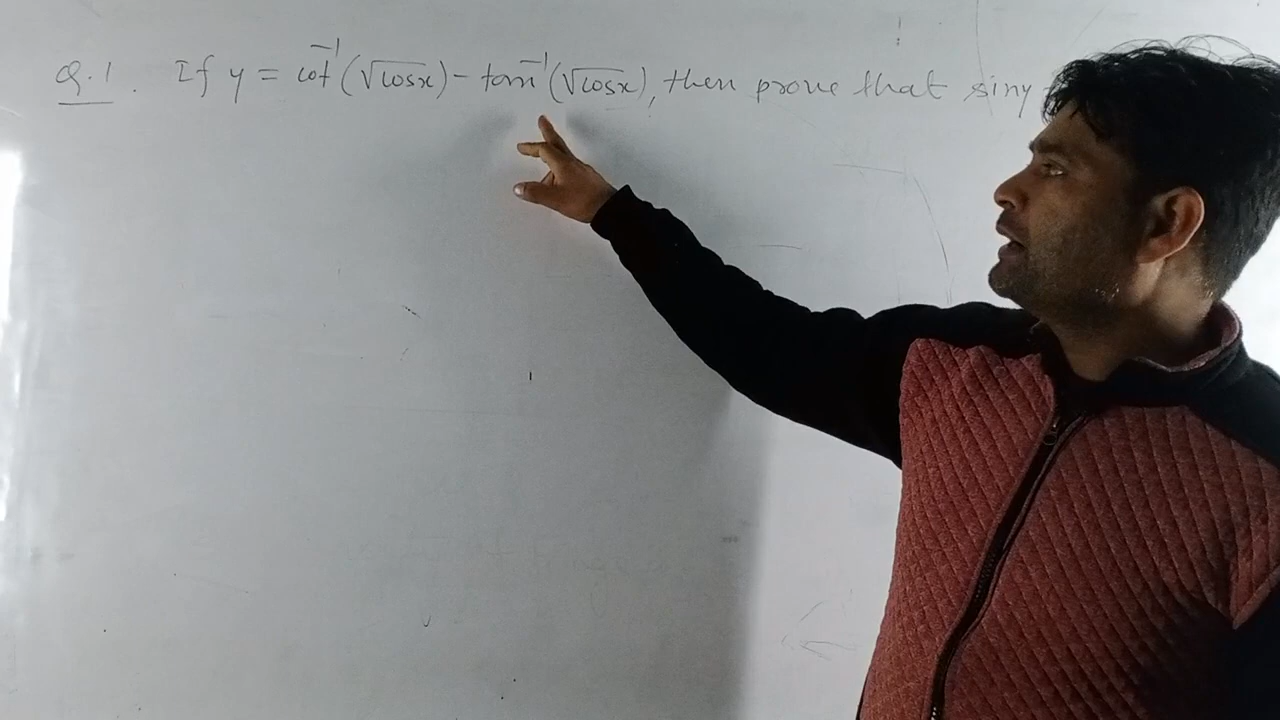 Q.1. If y = cot⁻¹(√cosx) - tan⁻¹(√cosx), then prove that siny